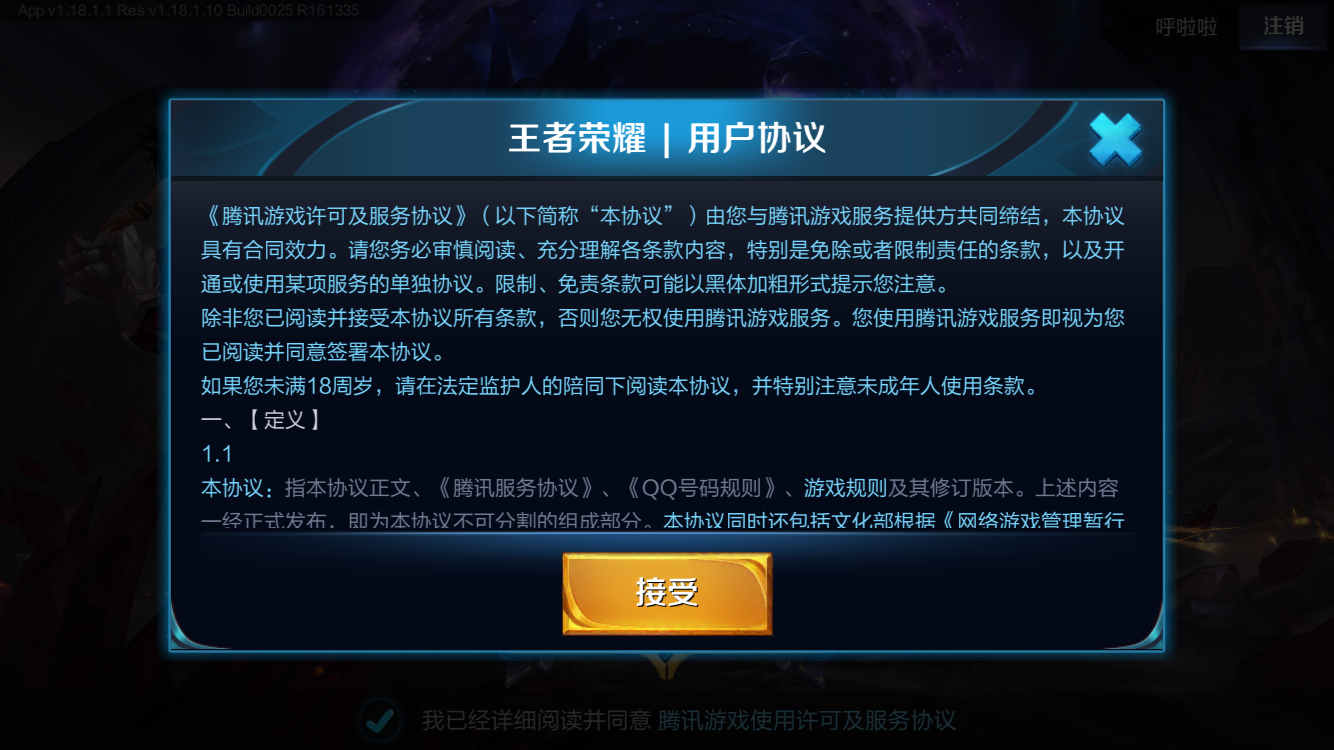 App v1.18.1.1 Res v1.18.1.10 Build0025 R161335
呼啦啦
注销
王者荣耀 | 用户协议
《腾讯游戏许可及服务协议》（以下简称“本协议”）由您与腾讯游戏服务提供方共同缔结，本协议
具有合同效力。请您务必审慎阅读、充分理解各条款内容，特别是免除或者限制责任的条款，以及开
通或使用某项服务的单独协议。限制、免责条款可能以黑体加粗形式提示您注意。
除非您已阅读并接受本协议所有条款，否则您无权使用腾讯游戏服务。您使用腾讯游戏服务即视为您
已阅读并同意签署本协议。
如果您未满18周岁，请在法定监护人的陪同下阅读本协议，并特别注意未成年人使用条款。
一、【 定义 】
1.1
本协议：指本协议正文、《腾讯服务协议》、《QQ号码规则》、游戏规则及其修订版本。上述内容
一经正式发布，即为本协议不可分割的组成部分。本协议同时还包括文化部根据《网络游戏管理暂行
接受
我已经详细阅读并同意 腾讯游戏使用许可及服务协议